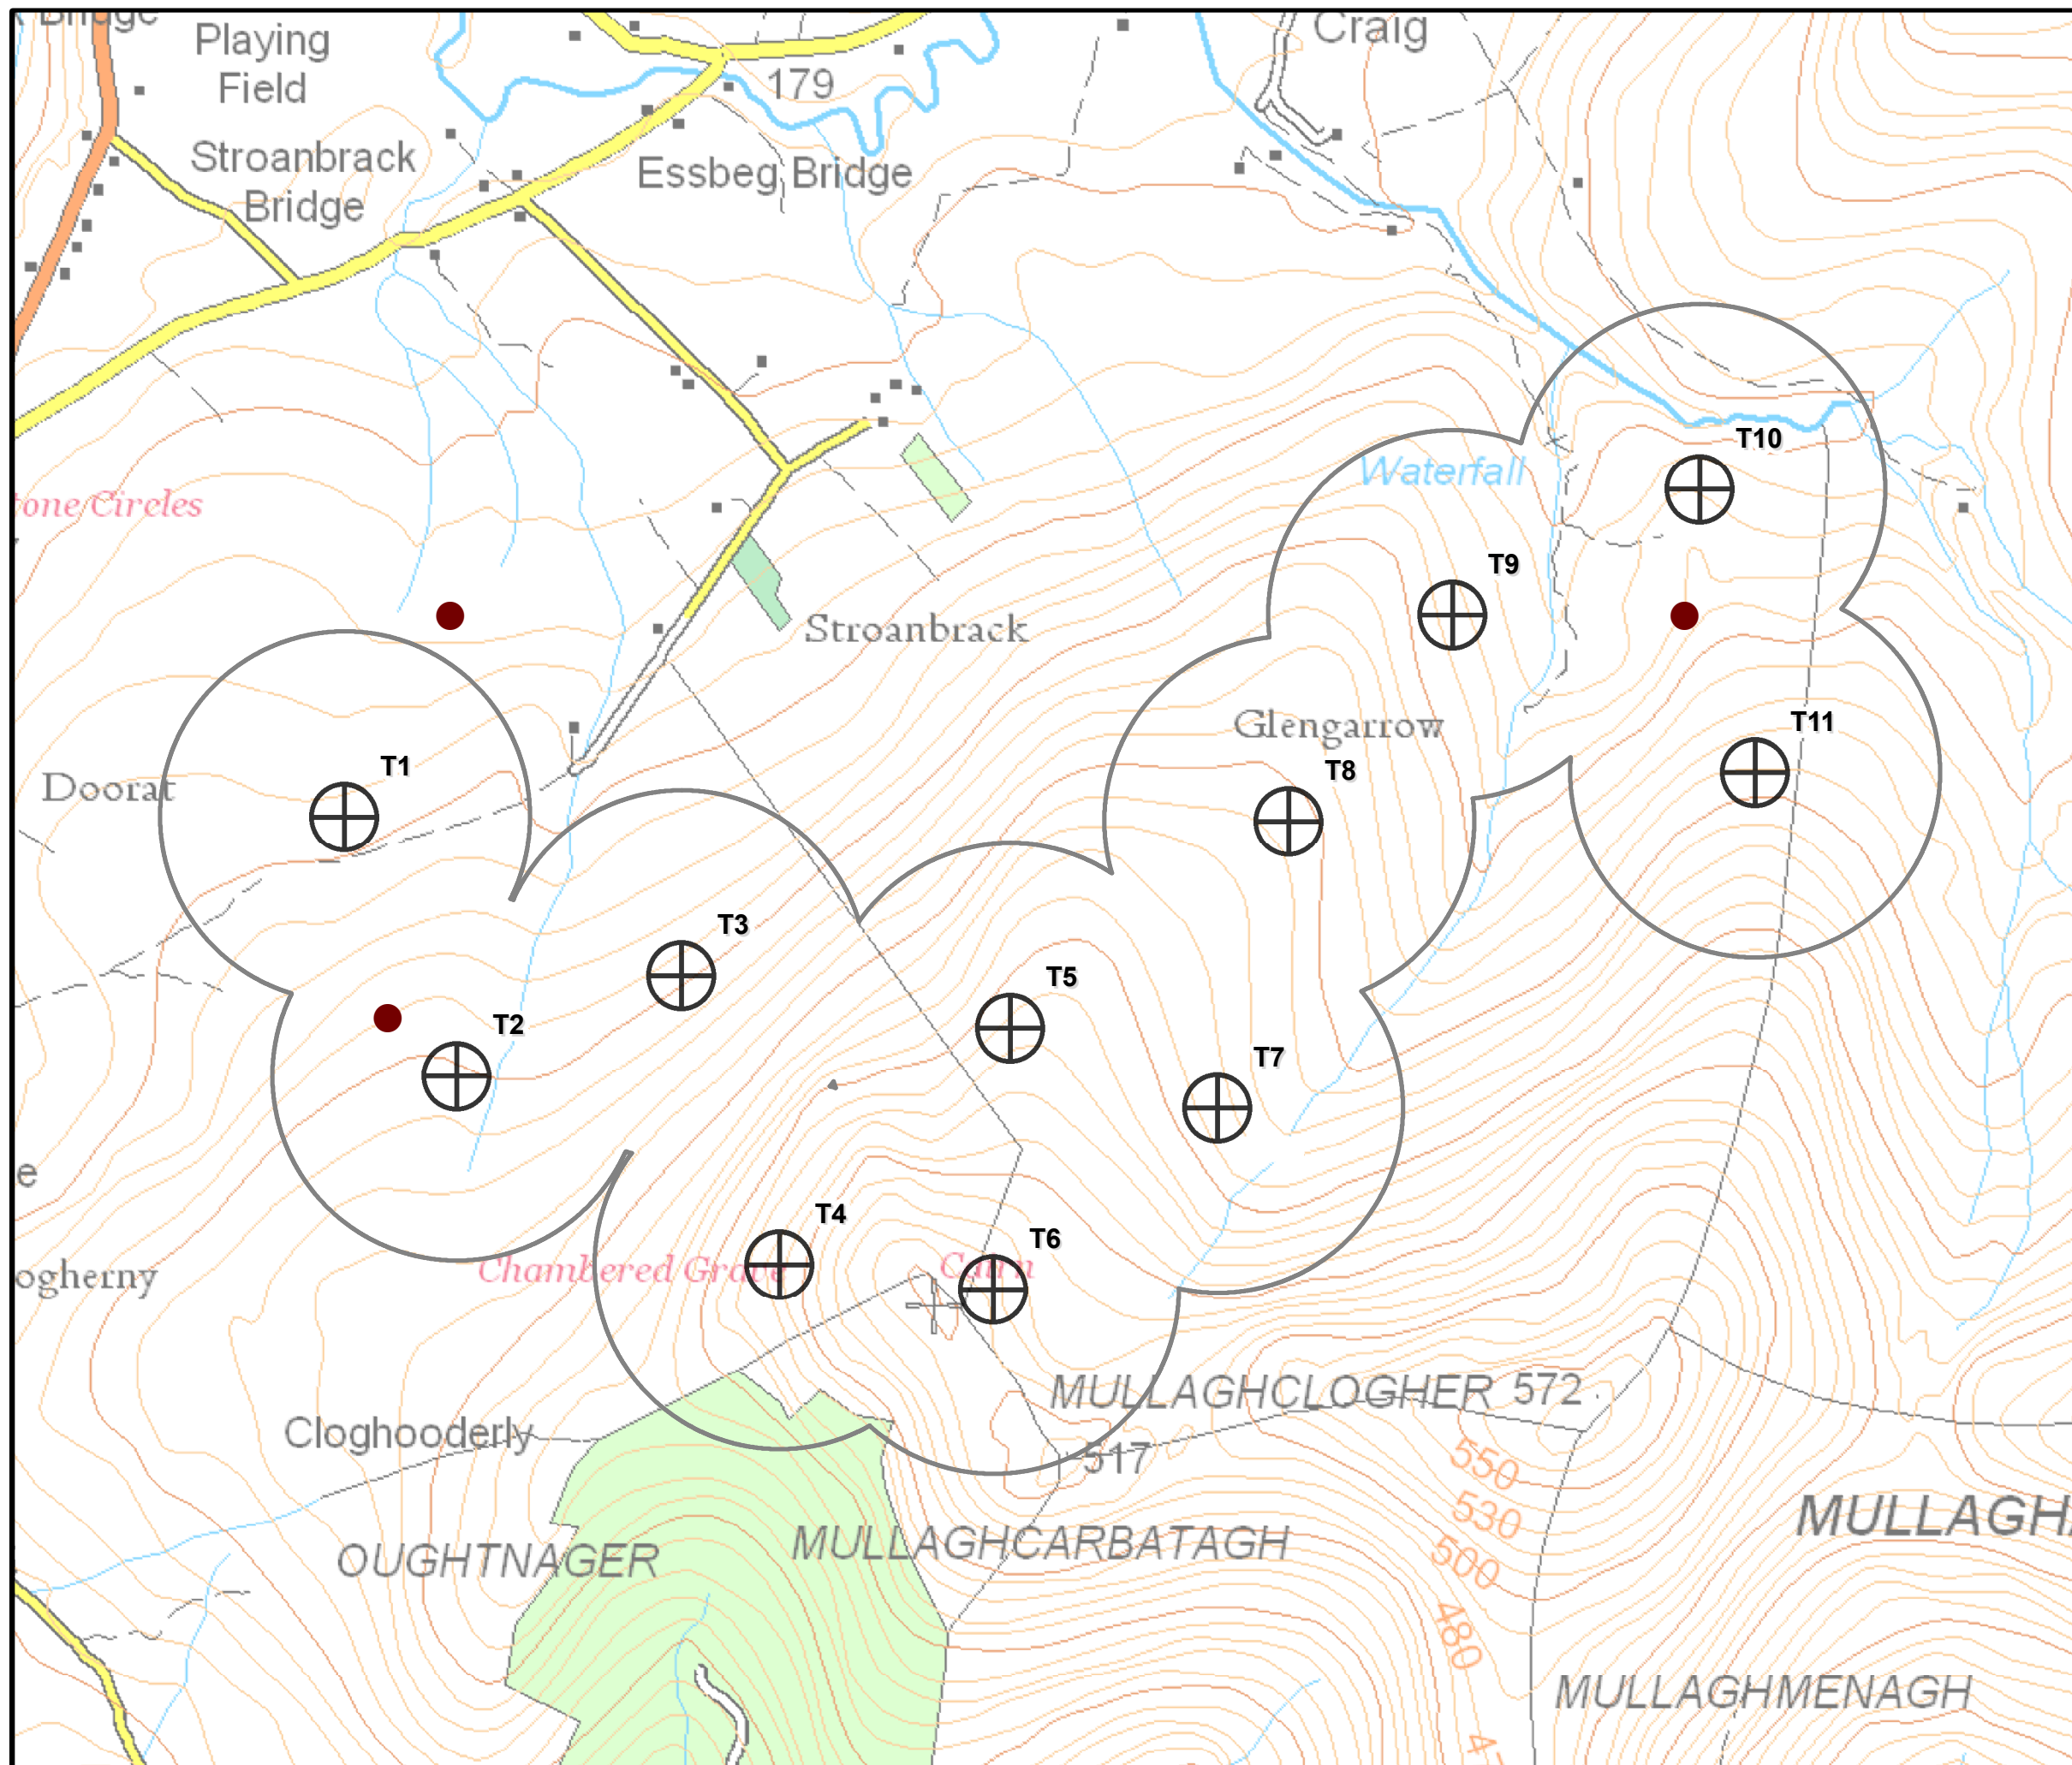 Bridge
Playing
Field
179
Craig
Stroanbrack
Bridge
Essbeg Bridge
T10
Waterfall
one Circles
T9
Stroanbrack
T11
Glengarrow
T1
T8
Doorat
T3
T5
T2
T7
e
T4
T6
Chambered Grave
Cairn
ogherny
MULLAGHCLOGHER 572
Cloghooderly
517
550
530
500
480
MULLAGH
MULLAGHCARBATAGH
OUGHTNAGER
MULLAGHMENAGH